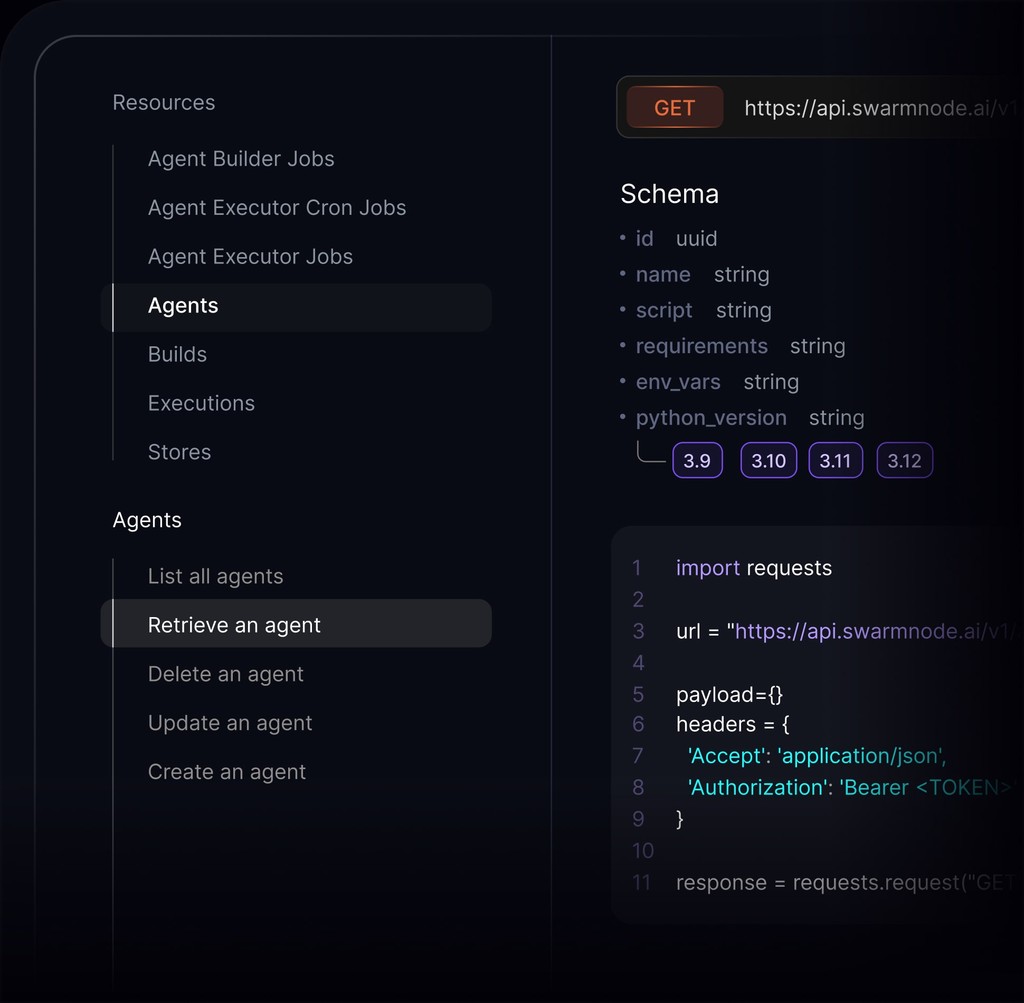 Resources
Agent Builder Jobs
Agent Executor Cron Jobs
Agent Executor Jobs
Agents
Builds
Executions
Stores
Agents
List all agents
Retrieve an agent
Delete an agent
Update an agent
Create an agent
GET https://api.swarmnode.ai/v1
Schema
• id uuid
• name string
• script string
• requirements string
• env_vars string
• python_version string
3.9 3.10 3.11 3.12
1 import requests
2
3 url = "https://api.swarmnode.ai/v1/
4
5 payload={}
6 headers = {
7 'Accept': 'application/json',
8 'Authorization': 'Bearer <TOKEN>'
9 }
10
11 response = requests.request("GET